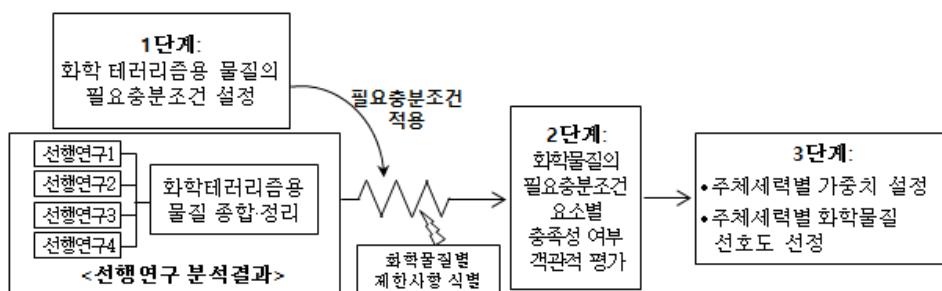 1단계:
화학 테러리즘용 물질의
필요충분조건 설정
필요충분조건
적용
선행연구1
선행연구2
선행연구3
선행연구4
화학테러리즘용
물질 종합·정리
<선행연구 분석결과>
화학물질별
제한사항 식별
2단계:
화학물질의
필요충분조건
요소별
충족성 여부
객관적 평가
3단계:
•주체세력별 가중치 설정
•주체세력별 화학물질
선호도 선정